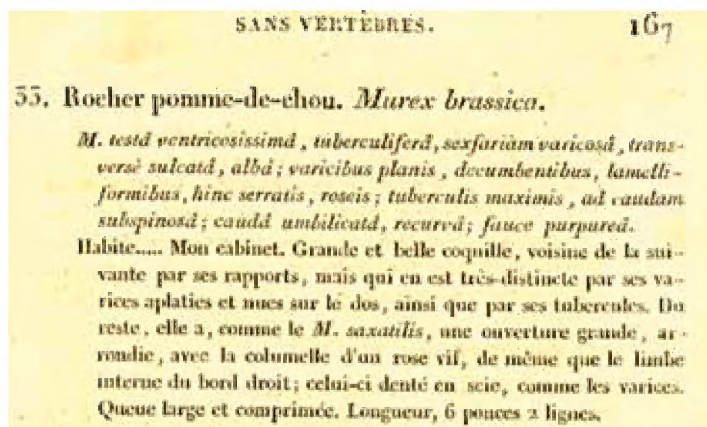 SANS VERTÈBRES. 167
33. Rocher pomme-de-chou. Murex brassica.
M. testâ ventricosissimâ, tuberculiferâ, sexfariàm varicosâ, trans-
versè sulcatâ, albâ; varicibus planis, decumbentibus, lamelli-
formibus, hinc serratis, roseis; tuberculis maximis, ad caudam
subspinosâ; caudâ umbilicatâ, recurvâ; fauce purpureâ.
Habite..... Mon cabinet. Grande et belle coquille, voisine de la sui-
vante par ses rapports, mais qui en est très-distincte par ses va-
rices aplaties et nues sur le dos, ainsi que par ses tubercules. Du
reste, elle a, comme le M. saxatilis, une ouverture grande, ar-
rondie, avec la columelle d'un rose vif, de même que le limbe
interne du bord droit; celui-ci denté en scie, comme les varices.
Queue large et comprimée. Longueur, 6 pouces 2 lignes.